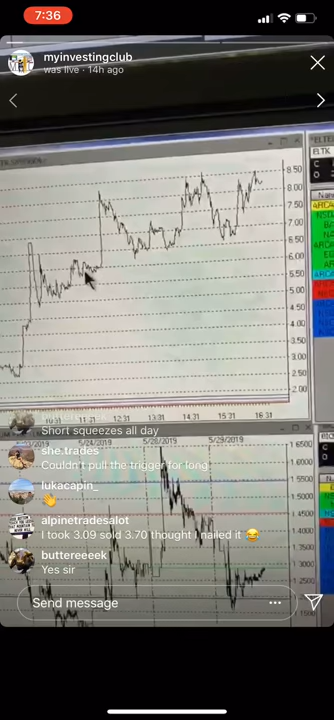 7:36
myinvestingclub
was live · 14h ago
ELTK
8.50
8.00
7.50
7.00
6.50
6.00
5.50
5.00
4.50
4.00
3.50
3.00
2.50
2.00
11:31
12:31
13:31
14:31
15:31
16:31
Short squeezes all day
5/24/2019
5/28/2019
5/29/2019
she.trades
Couldn't pull the trigger for long
lukacapin_
👏
alpinetradesalot
I took 3.09 sold 3.70 thought I nailed it 😂
buttereeeek
Yes sir
1.6500
1.6000
1.5500
1.5000
1.4500
1.4000
1.3500
1.3000
1.2500
1.2000
Send message